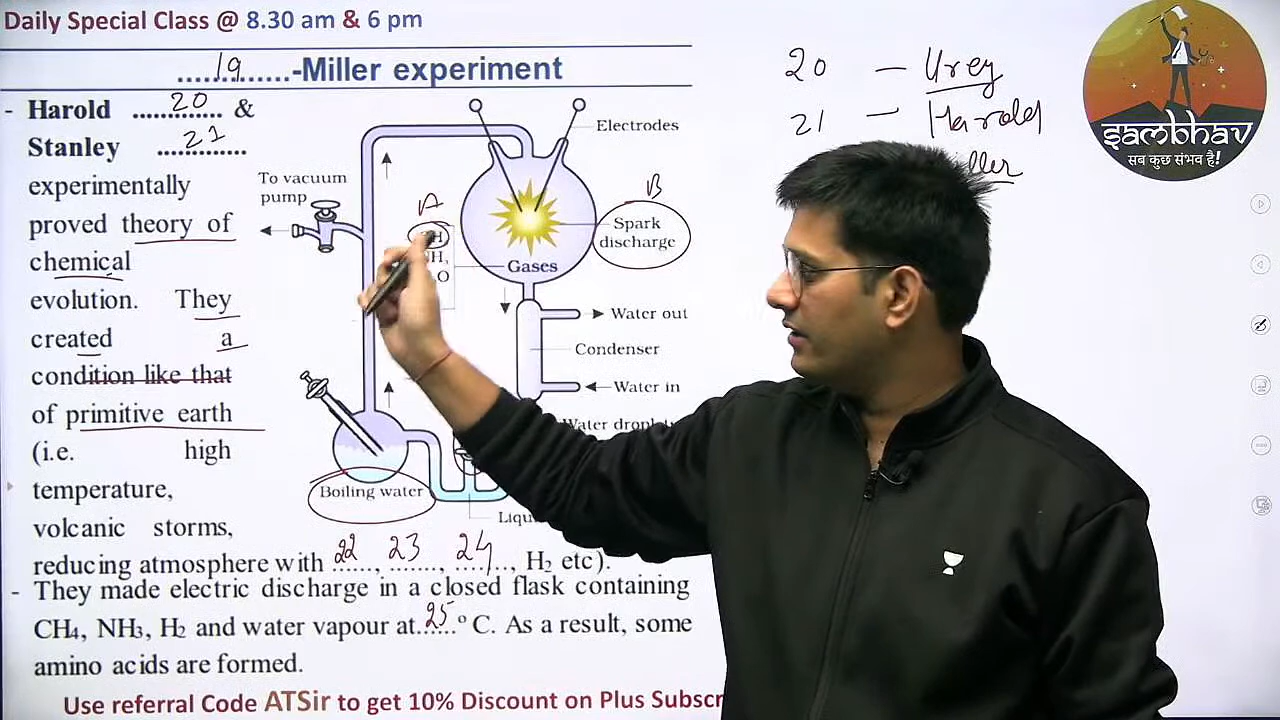 Daily Special Class @ 8.30 am & 6 pm
....19....-Miller experiment
- Harold ....20.... &
Stanley ....21....
experimentally
proved theory of
chemical
evolution. They
created a
condition like that
of primitive earth
(i.e. high
temperature,
volcanic storms,
reducing atmosphere with 22......, 23......, 24......, H₂ etc).
- They made electric discharge in a closed flask containing
CH₄, NH₃, H₂ and water vapour at..25..° C. As a result, some
amino acids are formed.
Electrodes
To vacuum
pump
A
B
Spark
discharge
Gases
Water out
Condenser
Water in
Boiling water
20 - Urey
21 - Harold
sambhav
सब कुछ संभव है!
Use referral Code ATSir to get 10% Discount on Plus